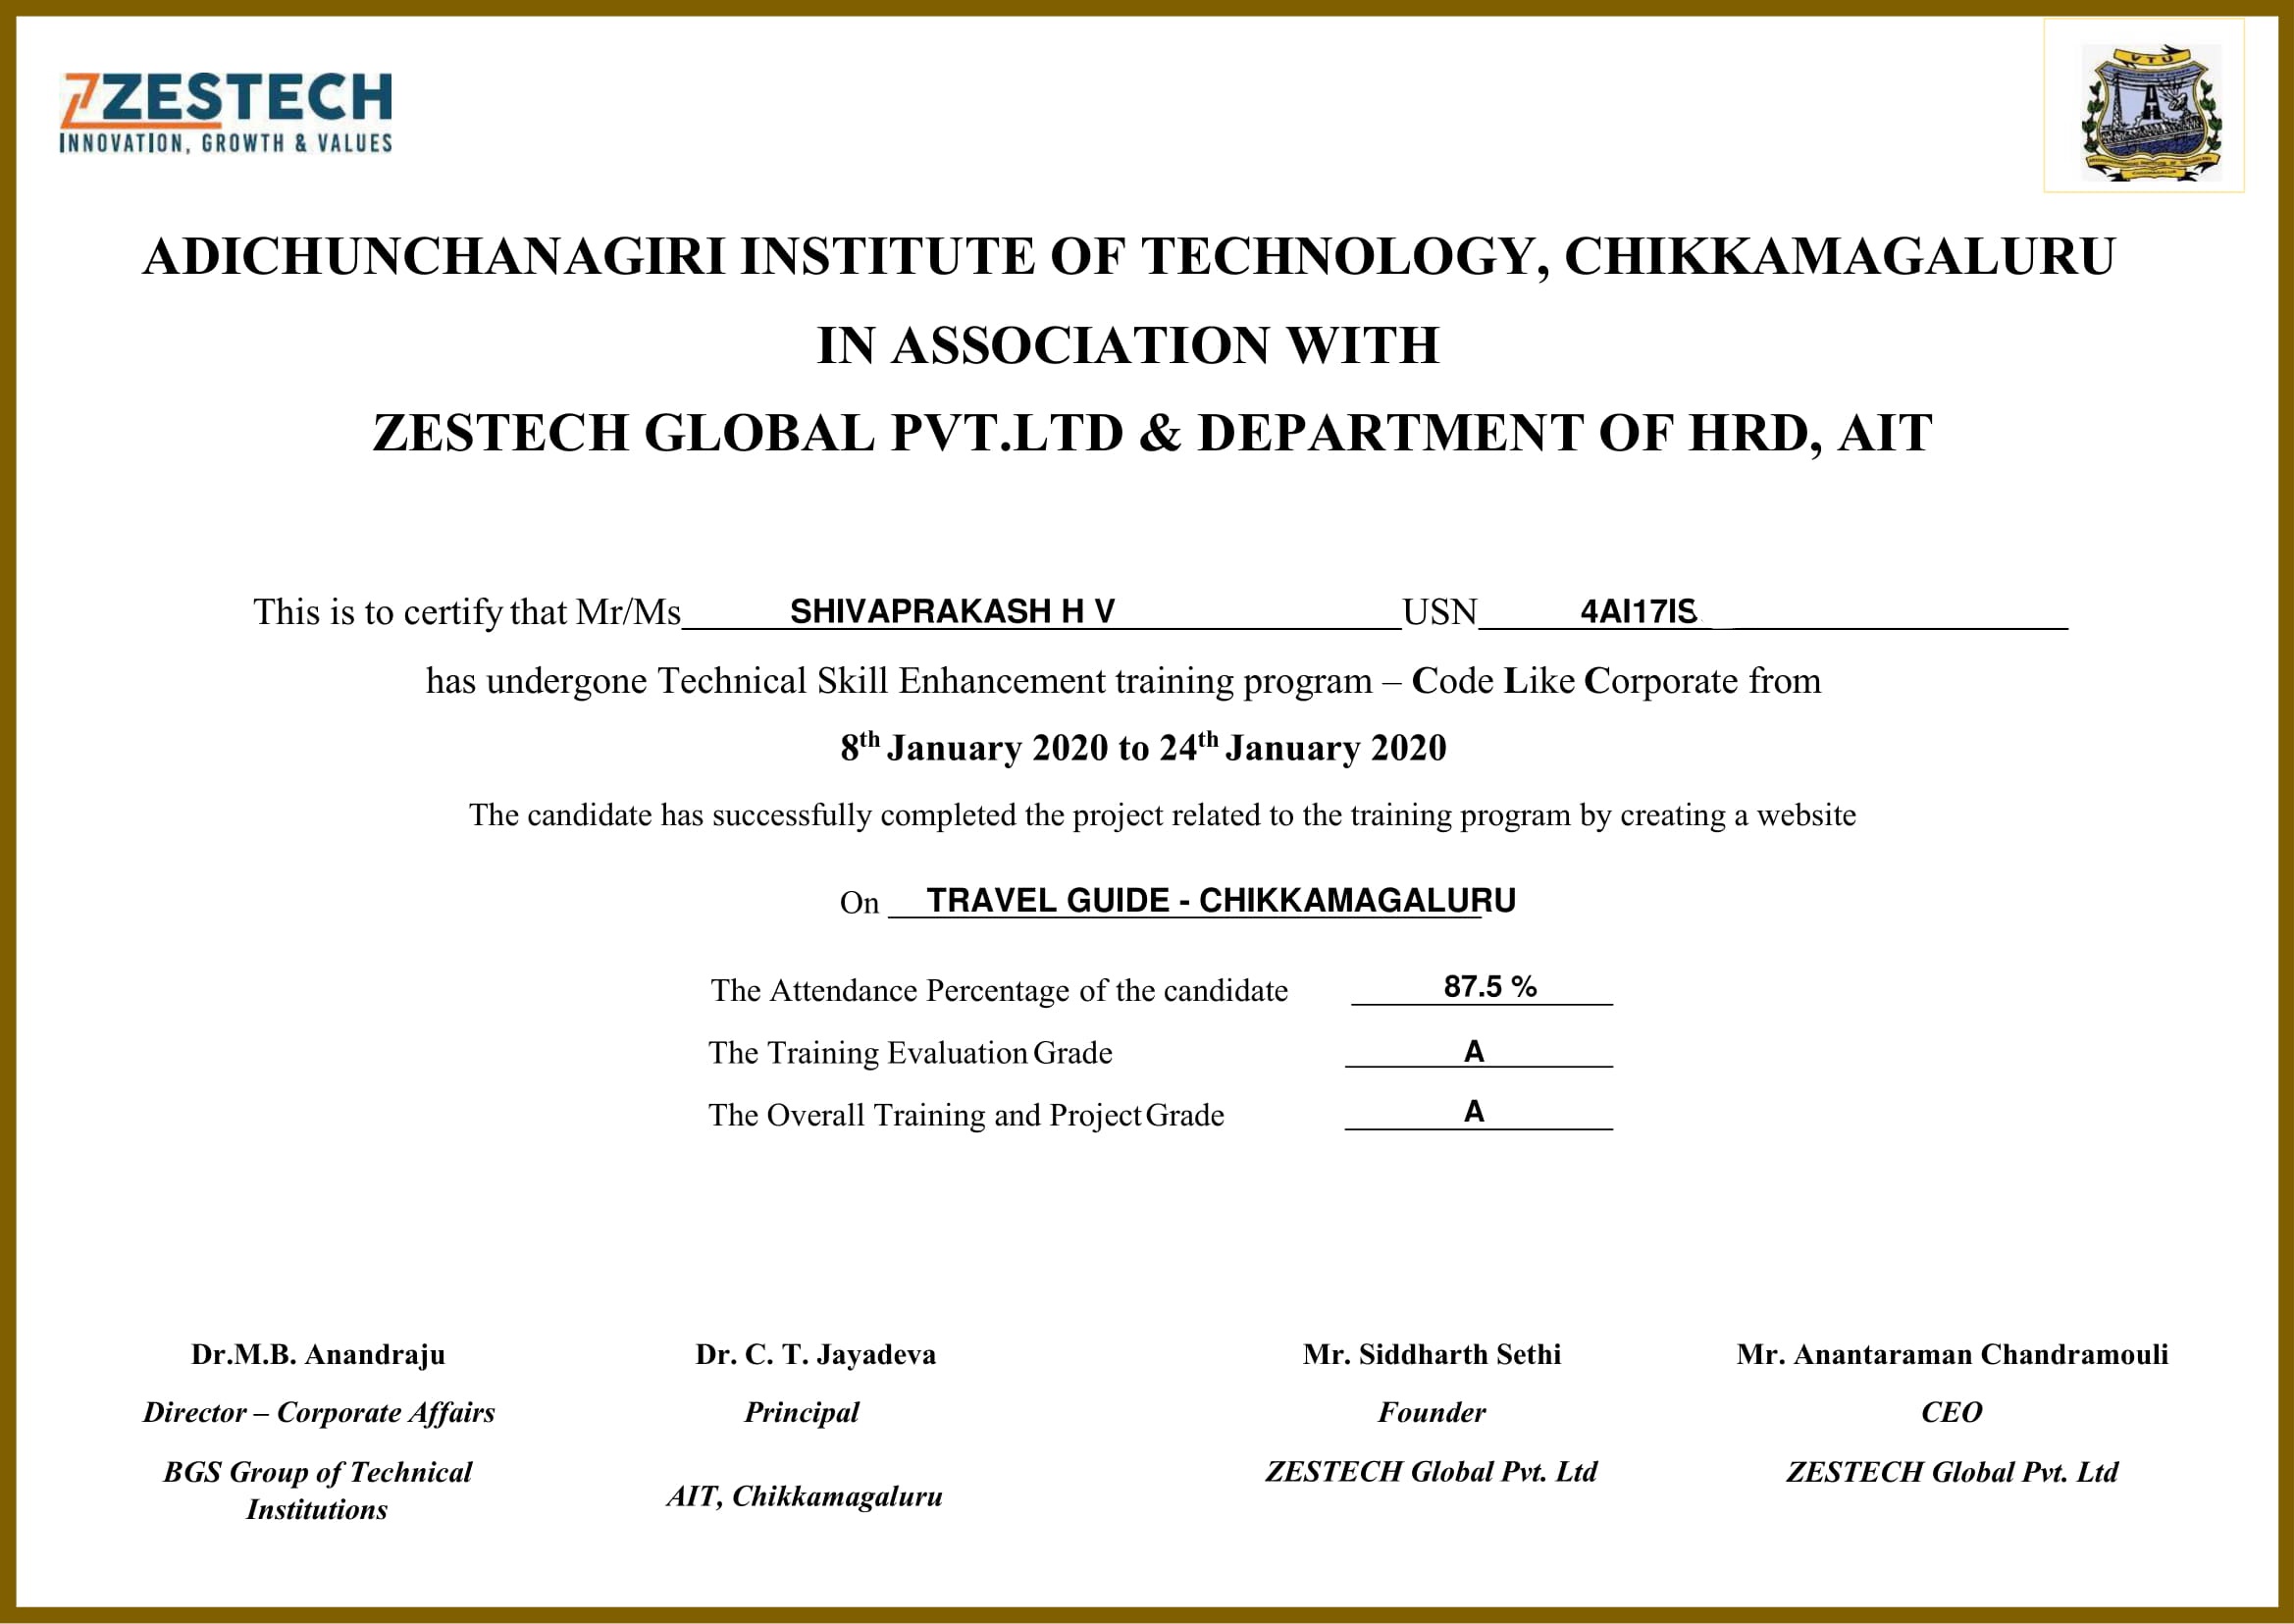 ZESTECH
INNOVATION, GROWTH & VALUES
VTU
ADICHUNCHANAGIRI INSTITUTE OF TECHNOLOGY, CHIKKAMAGALURU
IN ASSOCIATION WITH
ZESTECH GLOBAL PVT.LTD & DEPARTMENT OF HRD, AIT
This is to certify that Mr/Ms SHIVAPRAKASH H V USN 4AI17IS
has undergone Technical Skill Enhancement training program – Code Like Corporate from
8th January 2020 to 24th January 2020
The candidate has successfully completed the project related to the training program by creating a website
On TRAVEL GUIDE - CHIKKAMAGALURU
The Attendance Percentage of the candidate 87.5 %
The Training Evaluation Grade A
The Overall Training and Project Grade A
Dr.M.B. Anandraju
Director – Corporate Affairs
BGS Group of Technical
Institutions
Dr. C. T. Jayadeva
Principal
AIT, Chikkamagaluru
Mr. Siddharth Sethi
Founder
ZESTECH Global Pvt. Ltd
Mr. Anantaraman Chandramouli
CEO
ZESTECH Global Pvt. Ltd